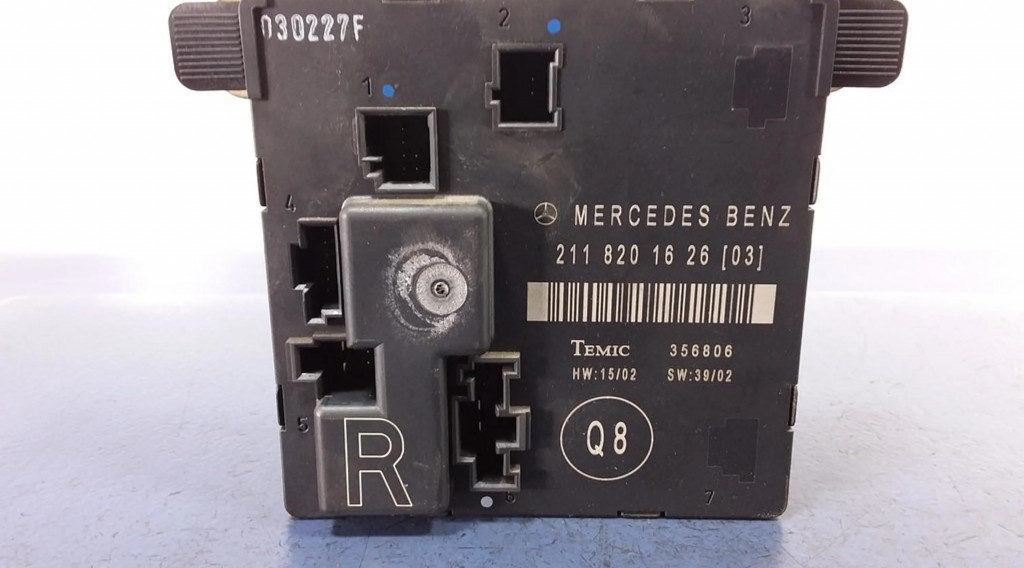 030227F
2
3
1
4
MERCEDES BENZ
211 820 16 26 [03]
TEMIC 356806
HW:15/02 SW:39/02
5
R
Q8
6
7